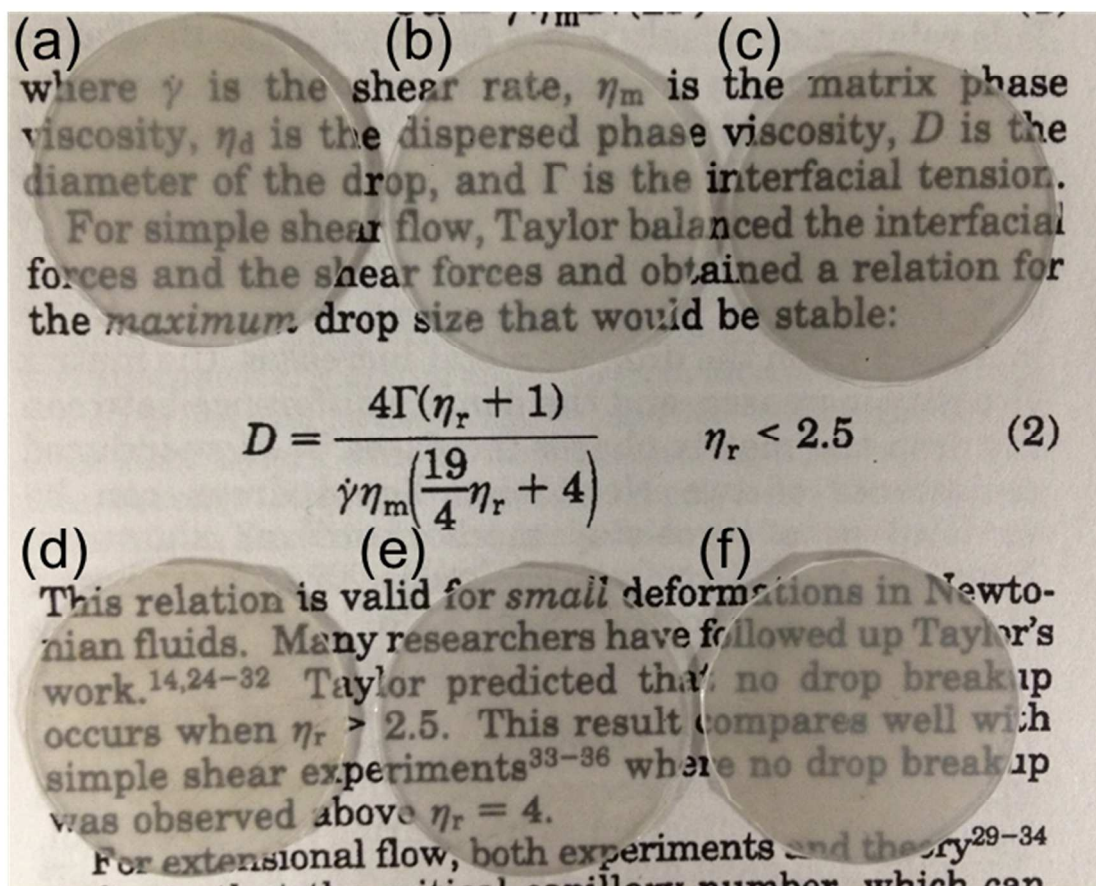 (a) (b) (c)
where γ̇ is the shear rate, ηm is the matrix phase
viscosity, ηd is the dispersed phase viscosity, D is the
diameter of the drop, and Γ is the interfacial tension.
For simple shear flow, Taylor balanced the interfacial
forces and the shear forces and obtained a relation for
the maximum drop size that would be stable:
D = 4Γ(ηr + 1) / γ̇ηm(19/4 ηr + 4) ηr < 2.5 (2)
(d) (e) (f)
This relation is valid for small deformations in Newto-
nian fluids. Many researchers have followed up Taylor's
work.14,24–32 Taylor predicted that no drop breakup
occurs when ηr > 2.5. This result compares well with
simple shear experiments33–36 where no drop breakup
was observed above ηr = 4.
For extensional flow, both experiments and theory29–34
the critical capillary number, which can